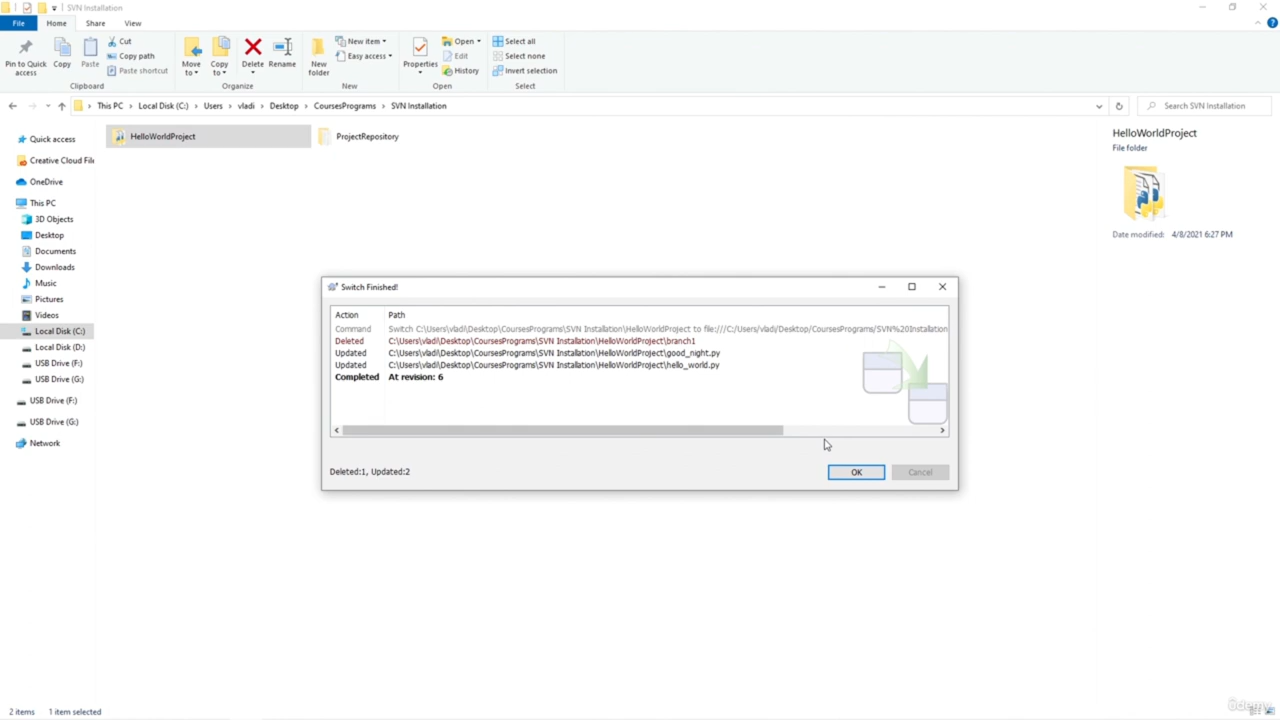 SVN Installation
File Home Share View
Pin to Quick access
Copy
Paste
Cut
Copy path
Paste shortcut
Clipboard
Move to
Copy to
Delete
Rename
Organize
New folder
New item
Easy access
New
Properties
Open
Edit
History
Open
Select all
Select none
Invert selection
Select
This PC Local Disk (C:) Users vladi Desktop CoursesPrograms SVN Installation
Search SVN Installation
Quick access
Creative Cloud File
OneDrive
This PC
3D Objects
Desktop
Documents
Downloads
Music
Pictures
Videos
Local Disk (C:)
Local Disk (D:)
USB Drive (F:)
USB Drive (G:)
USB Drive (F:)
USB Drive (G:)
Network
HelloWorldProject ProjectRepository
HelloWorldProject
File folder
Date modified: 4/8/2021 6:27 PM
Switch Finished!
Action Path
Command Switch C:\Users\vladi\Desktop\CoursesPrograms\SVN Installation\HelloWorldProject to file:///C:/Users/vladi/Desktop/CoursesPrograms/SVN%20Installation
Deleted C:\Users\vladi\Desktop\CoursesPrograms\SVN Installation\HelloWorldProject\branch1
Updated C:\Users\vladi\Desktop\CoursesPrograms\SVN Installation\HelloWorldProject\good_night.py
Updated C:\Users\vladi\Desktop\CoursesPrograms\SVN Installation\HelloWorldProject\hello_world.py
Completed At revision: 6
Deleted:1, Updated:2
OK Cancel
2 items 1 item selected
ûdemy